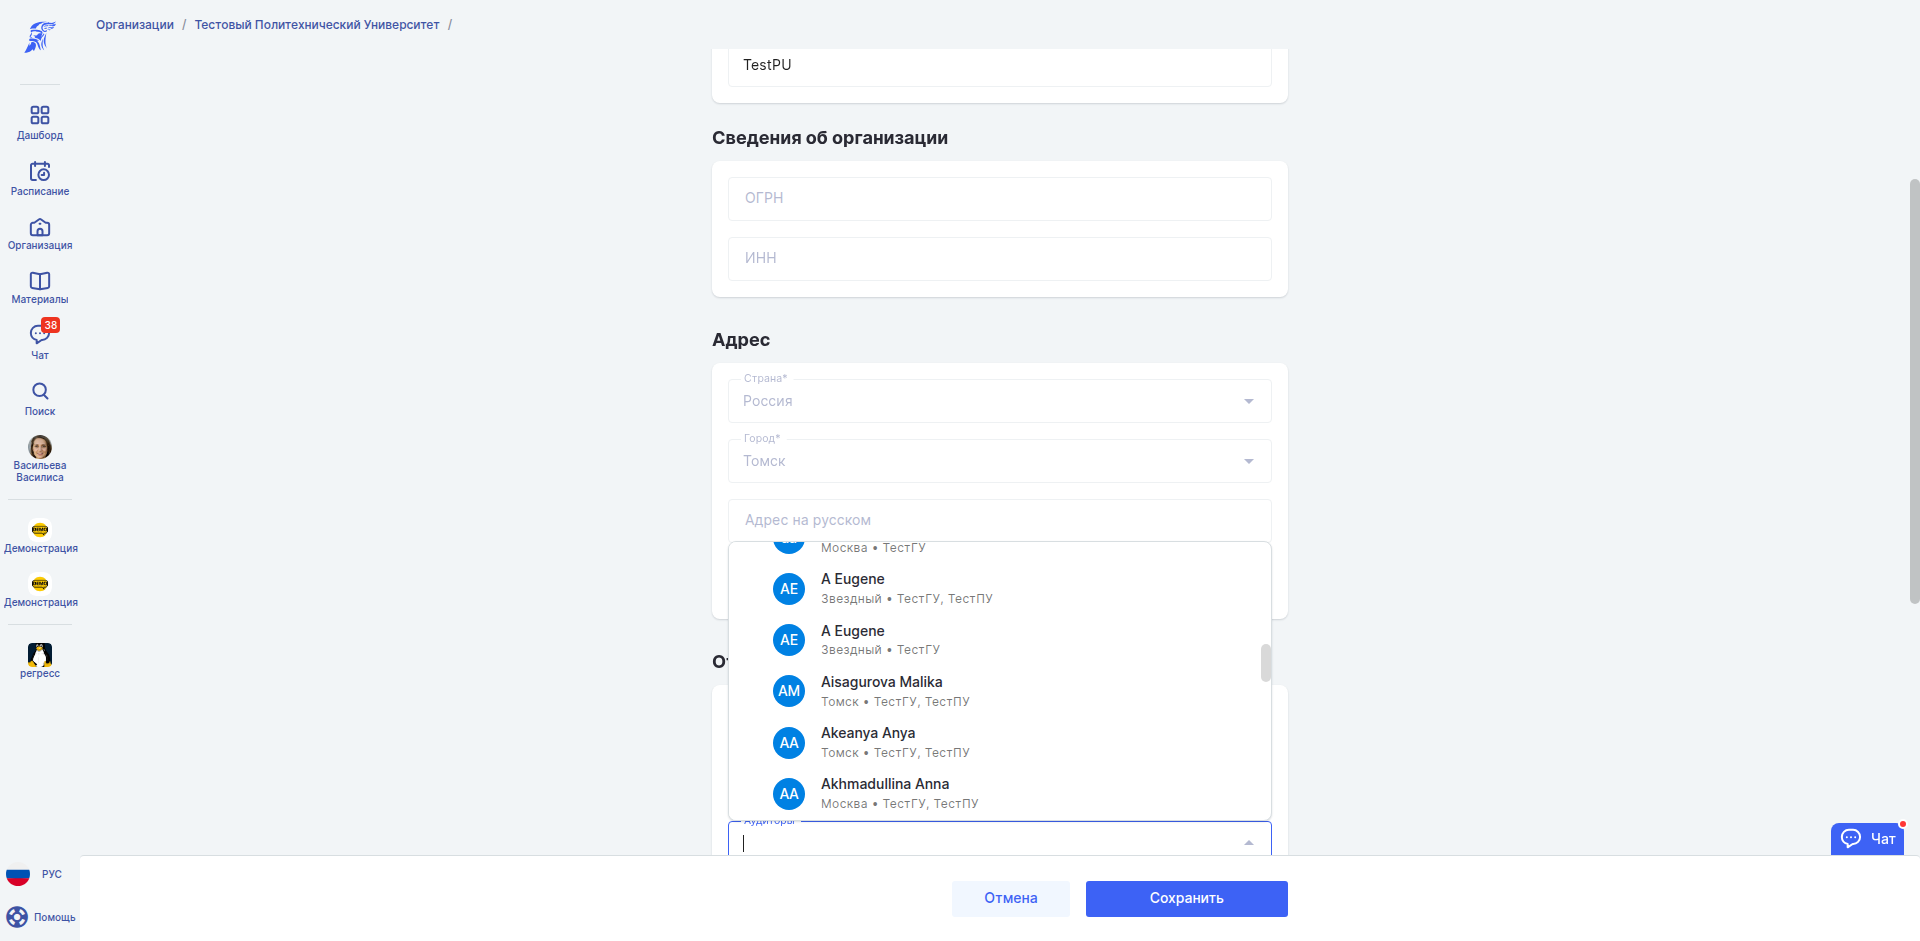 Организации / Тестовый Политехнический Университет /
Дашборд
Расписание
Организация
Материалы
38
Чат
Поиск
Васильева
Василиса
DEMO
Демонстрация
DEMO
Демонстрация
регресс
РУС
Помощь
TestPU
Сведения об организации
ОГРН
ИНН
Адрес
Страна*
Россия
Город*
Томск
Адрес на русском
Москва • ТестГУ
AE
A Eugene
Звездный • ТестГУ, ТестПУ
AE
A Eugene
Звездный • ТестГУ
AM
Aisagurova Malika
Томск • ТестГУ, ТестПУ
AA
Akeanya Anya
Томск • ТестГУ, ТестПУ
AA
Akhmadullina Anna
Москва • ТестГУ, ТестПУ
Аудиторы
Чат
Отмена
Сохранить